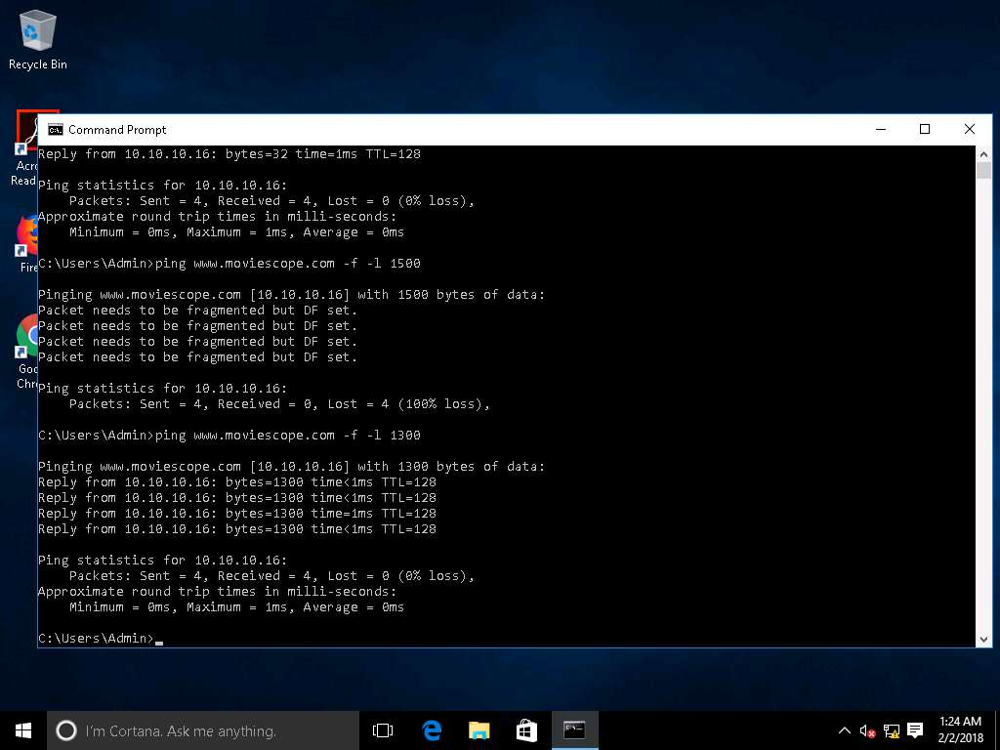 Recycle Bin
Acro
Read
Fire
Goo
Chro
Command Prompt
Reply from 10.10.10.16: bytes=32 time=1ms TTL=128
Ping statistics for 10.10.10.16:
Packets: Sent = 4, Received = 4, Lost = 0 (0% loss),
Approximate round trip times in milli-seconds:
Minimum = 0ms, Maximum = 1ms, Average = 0ms
C:\Users\Admin>ping www.moviescope.com -f -l 1500
Pinging www.moviescope.com [10.10.10.16] with 1500 bytes of data:
Packet needs to be fragmented but DF set.
Packet needs to be fragmented but DF set.
Packet needs to be fragmented but DF set.
Packet needs to be fragmented but DF set.
Ping statistics for 10.10.10.16:
Packets: Sent = 4, Received = 0, Lost = 4 (100% loss),
C:\Users\Admin>ping www.moviescope.com -f -l 1300
Pinging www.moviescope.com [10.10.10.16] with 1300 bytes of data:
Reply from 10.10.10.16: bytes=1300 time<1ms TTL=128
Reply from 10.10.10.16: bytes=1300 time<1ms TTL=128
Reply from 10.10.10.16: bytes=1300 time=1ms TTL=128
Reply from 10.10.10.16: bytes=1300 time<1ms TTL=128
Ping statistics for 10.10.10.16:
Packets: Sent = 4, Received = 4, Lost = 0 (0% loss),
Approximate round trip times in milli-seconds:
Minimum = 0ms, Maximum = 1ms, Average = 0ms
C:\Users\Admin>_
I'm Cortana. Ask me anything.
1:24 AM
2/2/2018